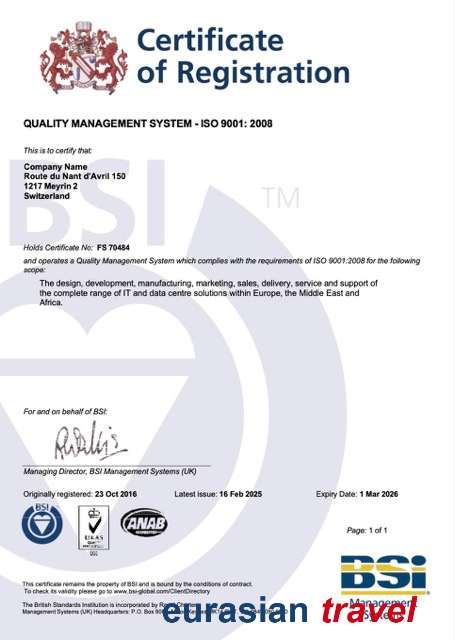 Certificate
of Registration
QUALITY MANAGEMENT SYSTEM - ISO 9001: 2008
This is to certify that:
Company Name
Route du Nant d'Avril 150
1217 Meyrin 2
Switzerland
BSI
TM
Holds Certificate No: FS 70484
and operates a Quality Management System which complies with the requirements of ISO 9001:2008 for the following
scope:
The design, development, manufacturing, marketing, sales, delivery, service and support of
the complete range of IT and data centre solutions within Europe, the Middle East and
Africa.
For and on behalf of BSI:
Managing Director, BSI Management Systems (UK)
Originally registered: 23 Oct 2016 Latest issue: 16 Feb 2025 Expiry Date: 1 Mar 2026
BSI
UKAS
ANAB
Page: 1 of 1
BSi
Management
Systems
This certificate remains the property of BSI and is bound by the conditions of contract.
To check its validity please go to www.bsi-global.com/ClientDirectory
The British Standards Institution is incorporated by Royal Charter.
Management Systems (UK) Headquarters: P.O. Box
eurasian travel